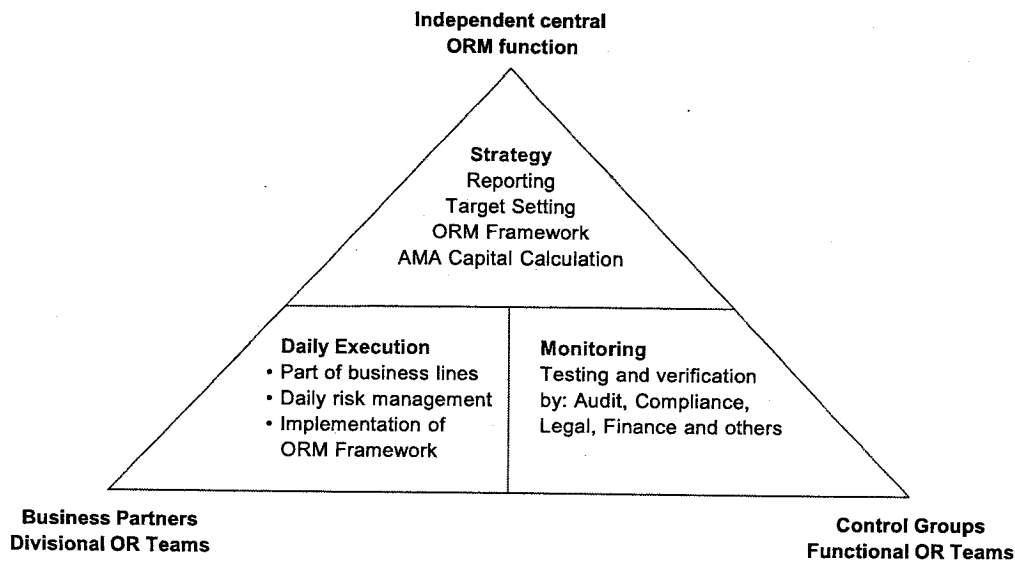 Independent central
ORM function
Strategy
Reporting
Target Setting
ORM Framework
AMA Capital Calculation
Daily Execution
• Part of business lines
• Daily risk management
• Implementation of
ORM Framework
Monitoring
Testing and verification
by: Audit, Compliance,
Legal, Finance and others
Business Partners
Divisional OR Teams
Control Groups
Functional OR Teams